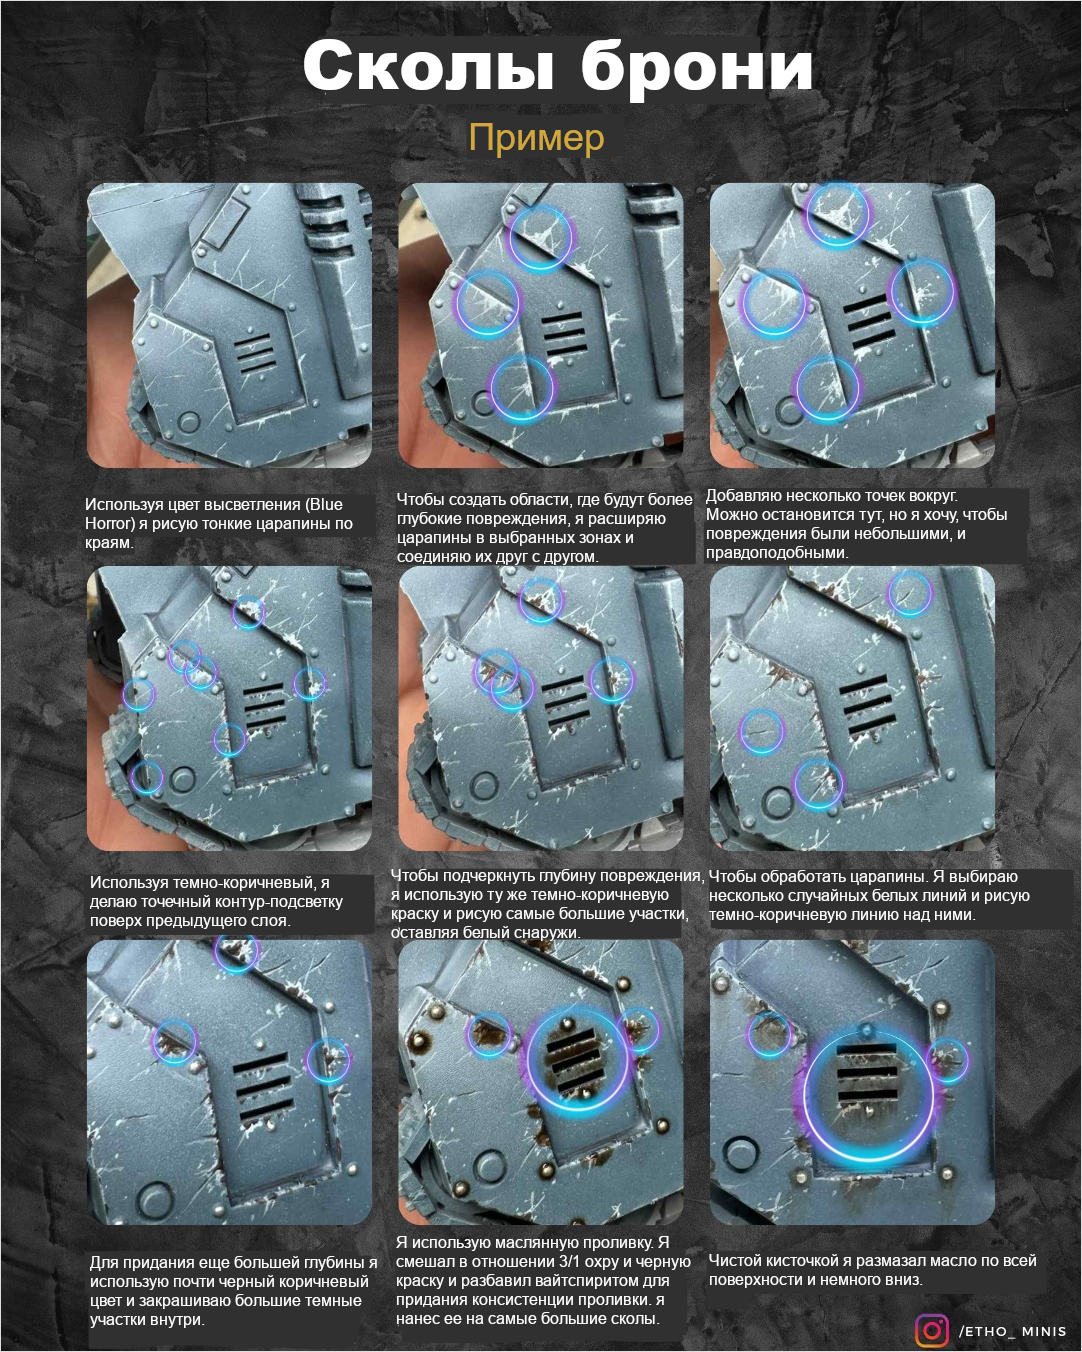 Сколы брони
Пример
Используя цвет высветления (Blue
Horror) я рисую тонкие царапины по
краям.
Чтобы создать области, где будут более
глубокие повреждения, я расширяю
царапины в выбранных зонах и
соединяю их друг с другом.
Добавляю несколько точек вокруг.
Можно остановится тут, но я хочу, чтобы
повреждения были небольшими, и
правдоподобными.
Используя темно-коричневый, я
делаю точечный контур-подсветку
поверх предыдущего слоя.
Чтобы подчеркнуть глубину повреждения,
я использую ту же темно-коричневую
краску и рисую самые большие участки,
оставляя белый снаружи.
Чтобы обработать царапины. Я выбираю
несколько случайных белых линий и рисую
темно-коричневую линию над ними.
Для придания еще большей глубины я
использую почти черный коричневый
цвет и закрашиваю большие темные
участки внутри.
Я использую маслянную проливку. Я
смешал в отношении 3/1 охру и черную
краску и разбавил вайтспиритом для
придания консистенции проливки. я
нанес ее на самые большие сколы.
Чистой кисточкой я размазал масло по всей
поверхности и немного вниз.
/ETHO_ MINIS